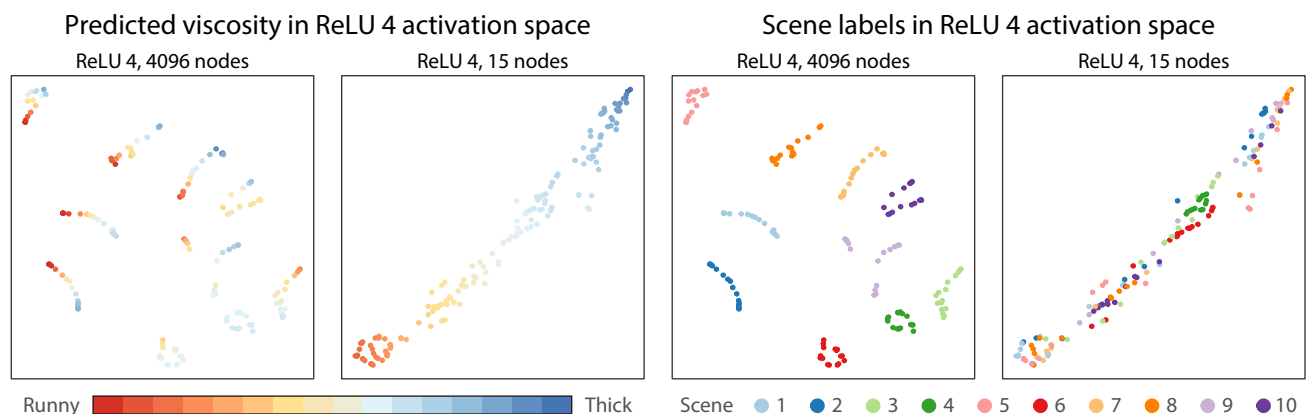 Predicted viscosity in ReLU 4 activation space
Scene labels in ReLU 4 activation space
ReLU 4, 4096 nodes
ReLU 4, 15 nodes
ReLU 4, 4096 nodes
ReLU 4, 15 nodes
Runny
Thick
Scene 1 2 3 4 5 6 7 8 9 10